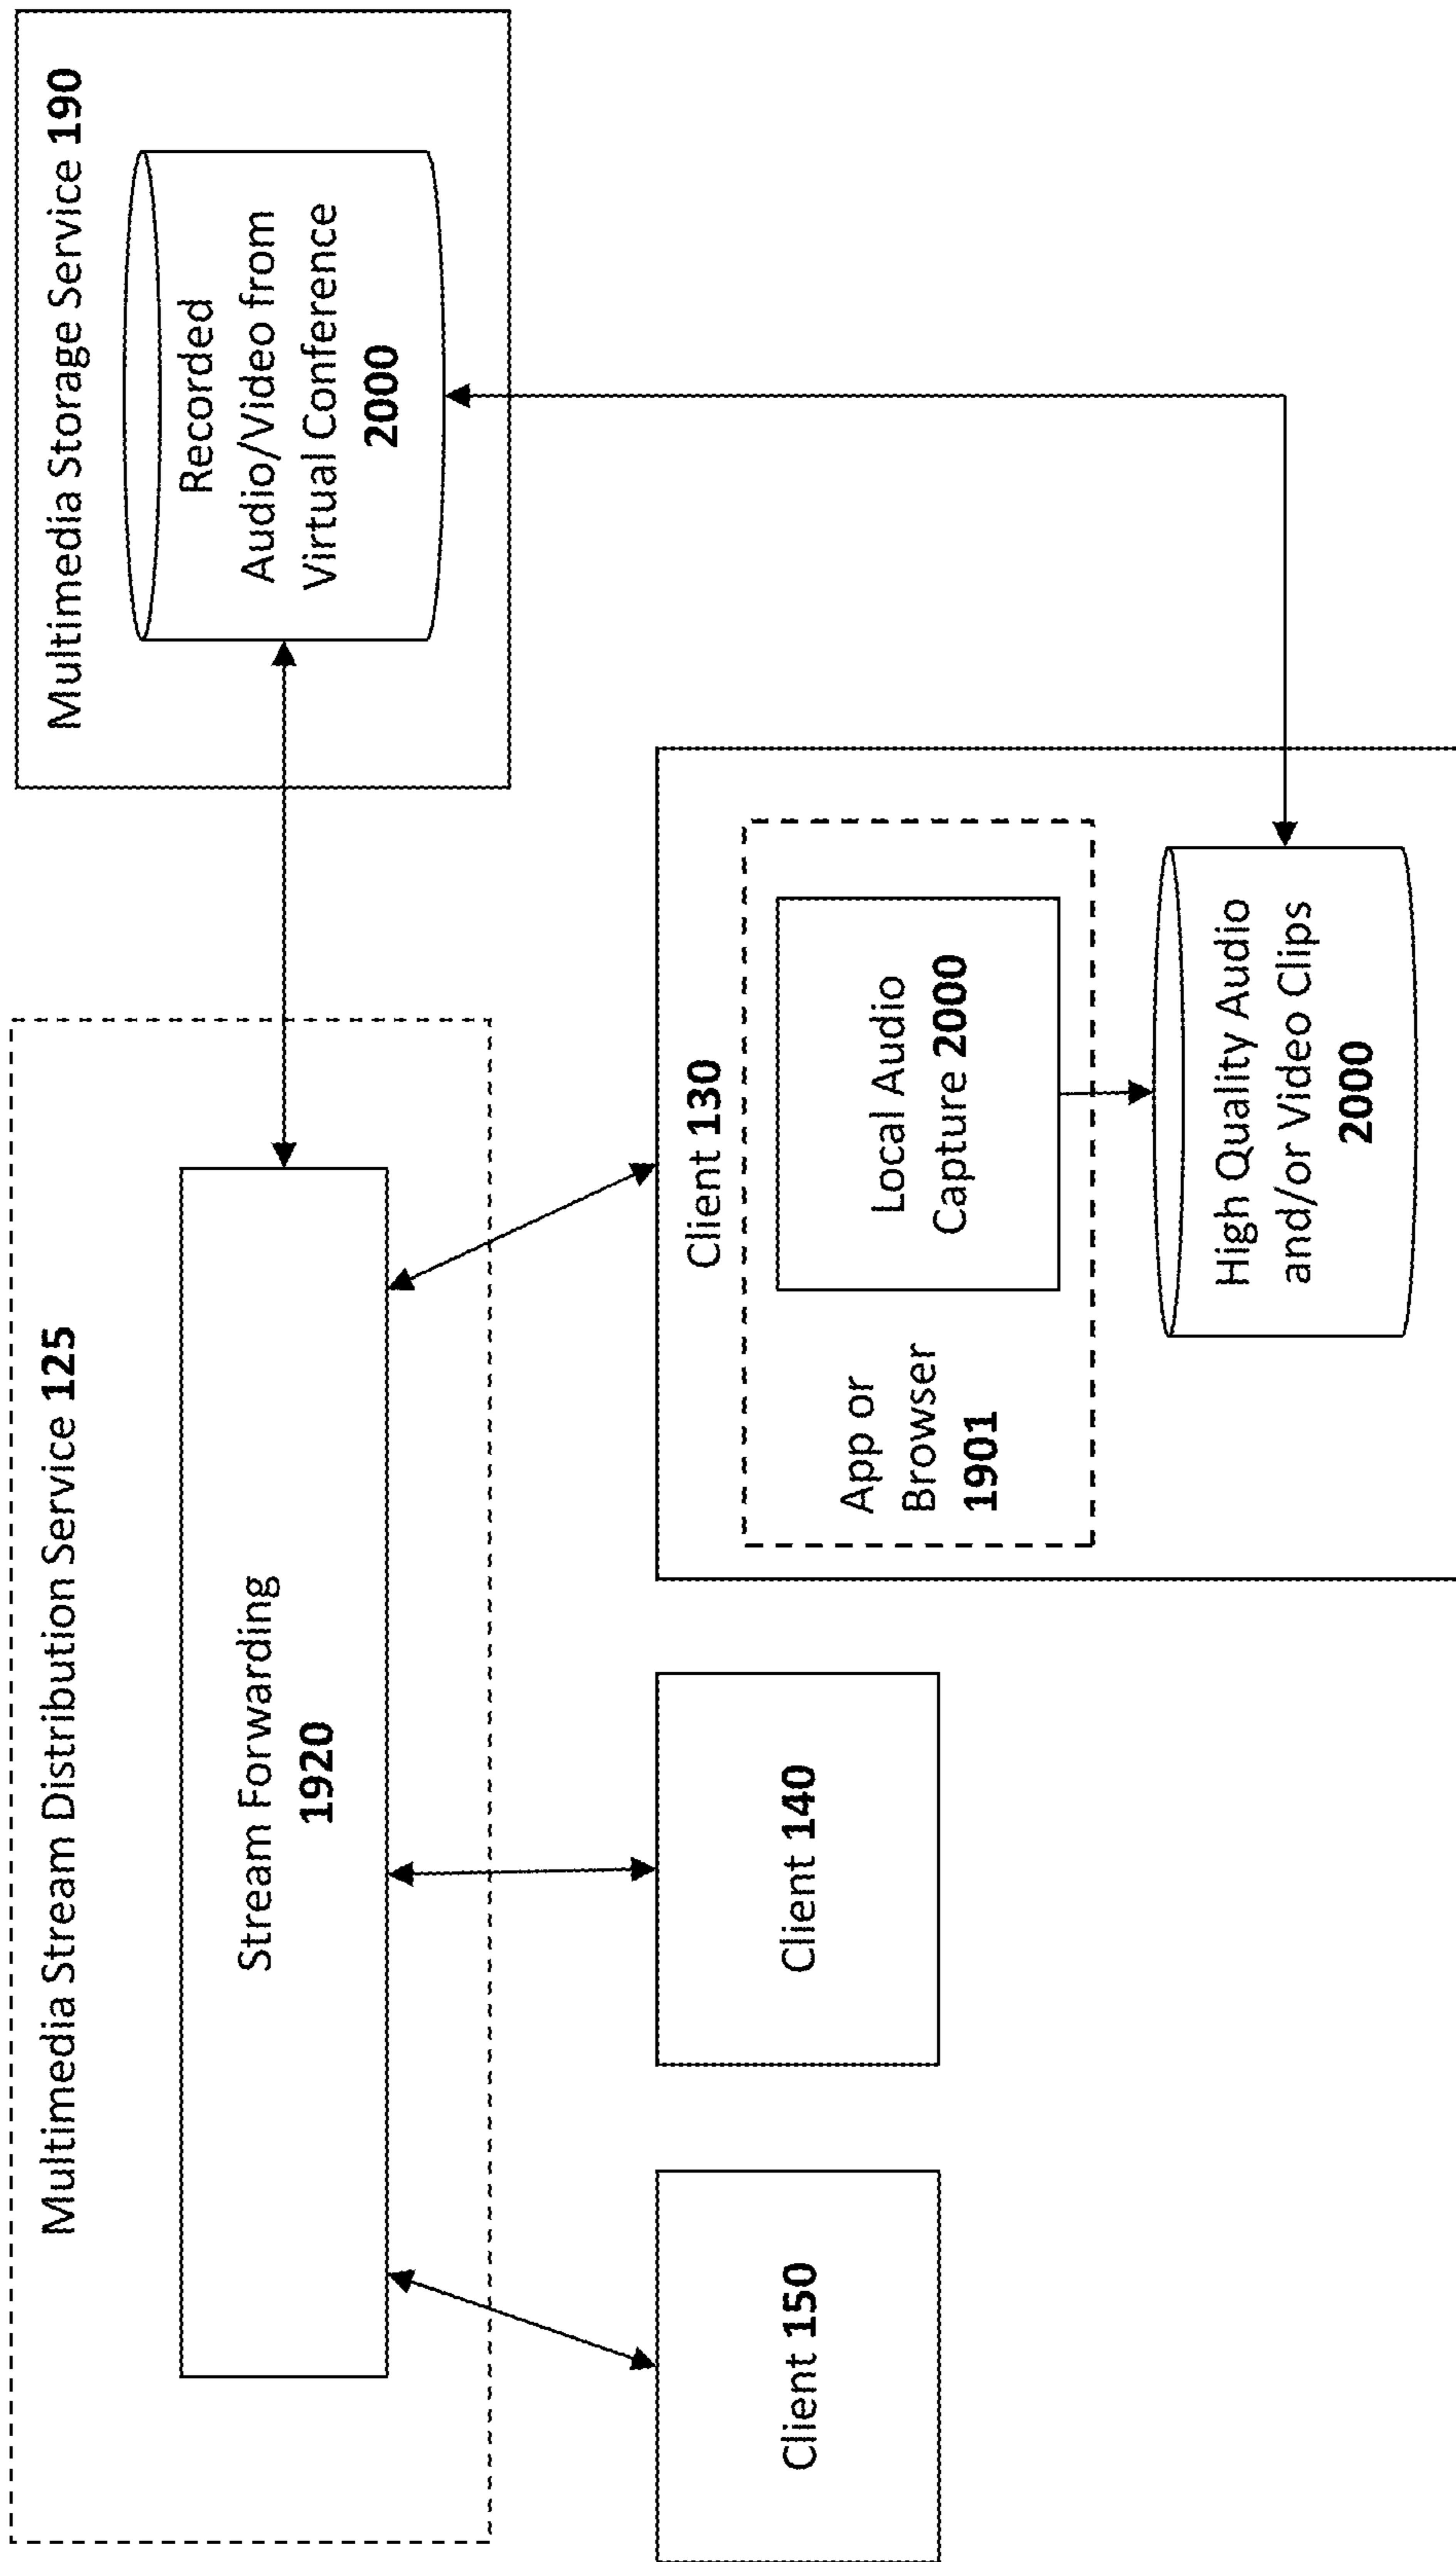 Multimedia Stream Distribution Service 125
Stream Forwarding
1920
Multimedia Storage Service 190
Recorded
Audio/Video from
Virtual Conference
2000
Client 150
Client 140
Client 130
App or
Browser
1901
Local Audio
Capture 2000
High Quality Audio
and/or Video Clips
2000